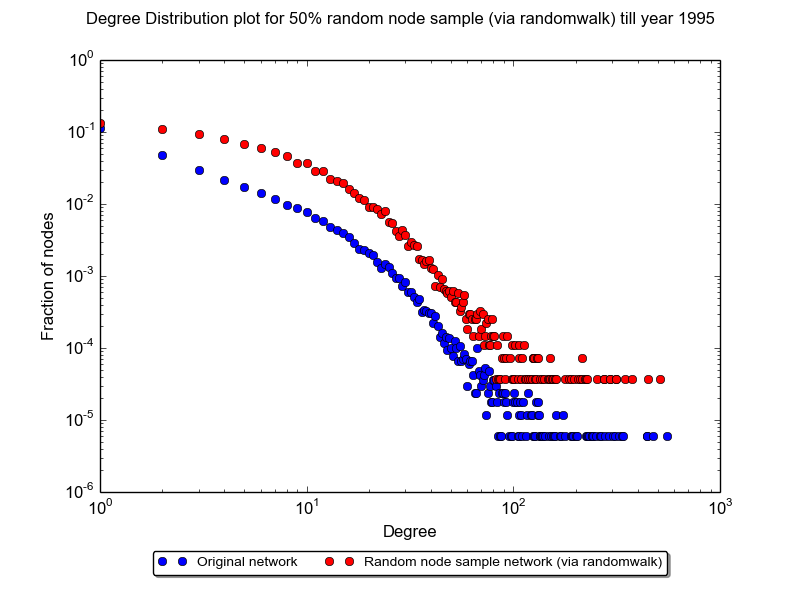 Degree Distribution plot for 50% random node sample (via randomwalk) till year 1995
10^0
10^-1
10^-2
10^-3
10^-4
10^-5
10^-6
Fraction of nodes
10^0 10^1 10^2 10^3
Degree
Original network Random node sample network (via randomwalk)